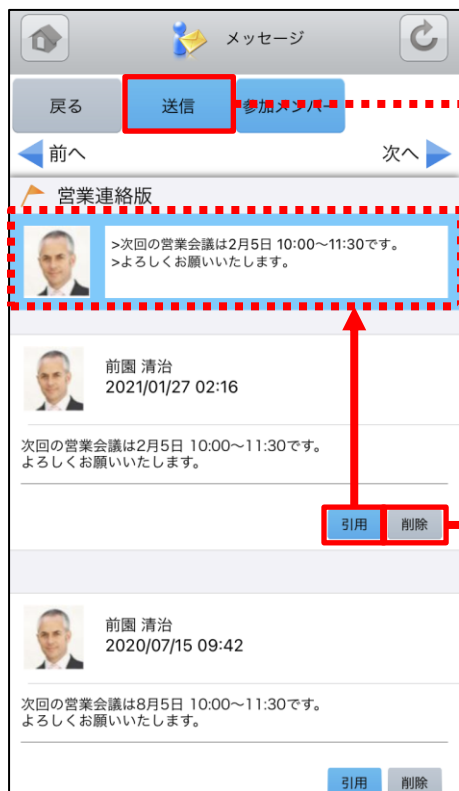 メッセージ
戻る
送信
参加メンバー
前へ
次へ
営業連絡版
>次回の営業会議は2月5日 10:00～11:30です。
>よろしくお願いいたします。
前園 清治
2021/01/27 02:16
次回の営業会議は2月5日 10:00～11:30です。
よろしくお願いいたします。
引用
削除
前園 清治
2020/07/15 09:42
次回の営業会議は8月5日 10:00～11:30です。
よろしくお願いいたします。
引用
削除